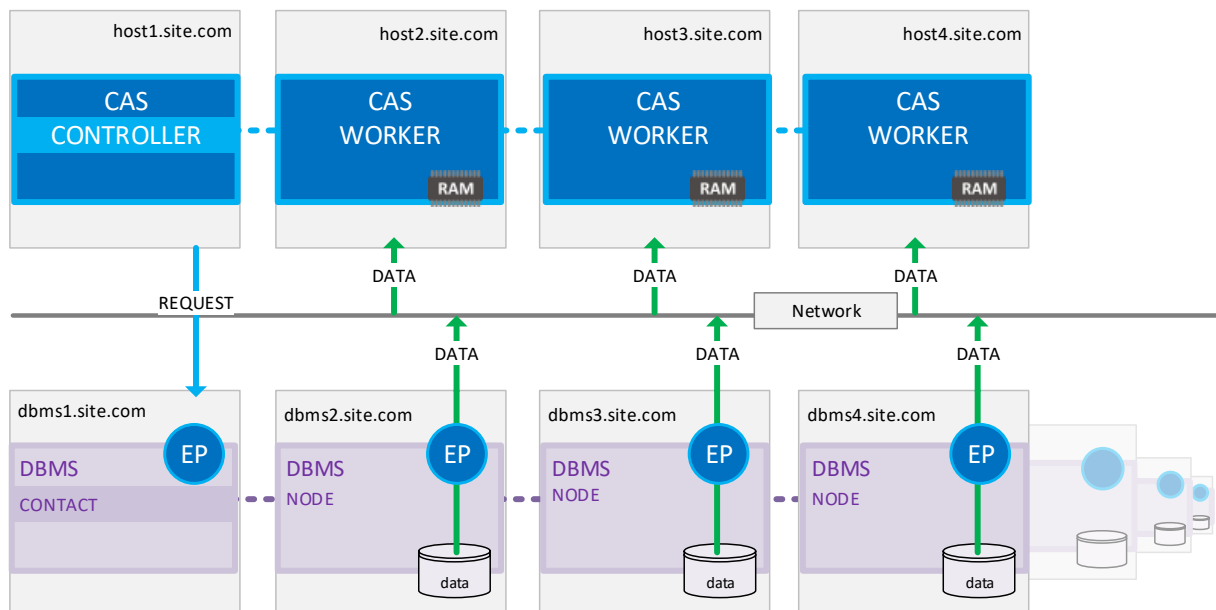 host1.site.com
host2.site.com
host3.site.com
host4.site.com
CAS
CONTROLLER
CAS
WORKER
RAM
CAS
WORKER
RAM
CAS
WORKER
RAM
REQUEST
DATA
DATA
DATA
Network
DATA
DATA
DATA
dbms1.site.com
EP
DBMS
CONTACT
dbms2.site.com
EP
DBMS
NODE
data
dbms3.site.com
EP
DBMS
NODE
data
dbms4.site.com
EP
DBMS
NODE
data